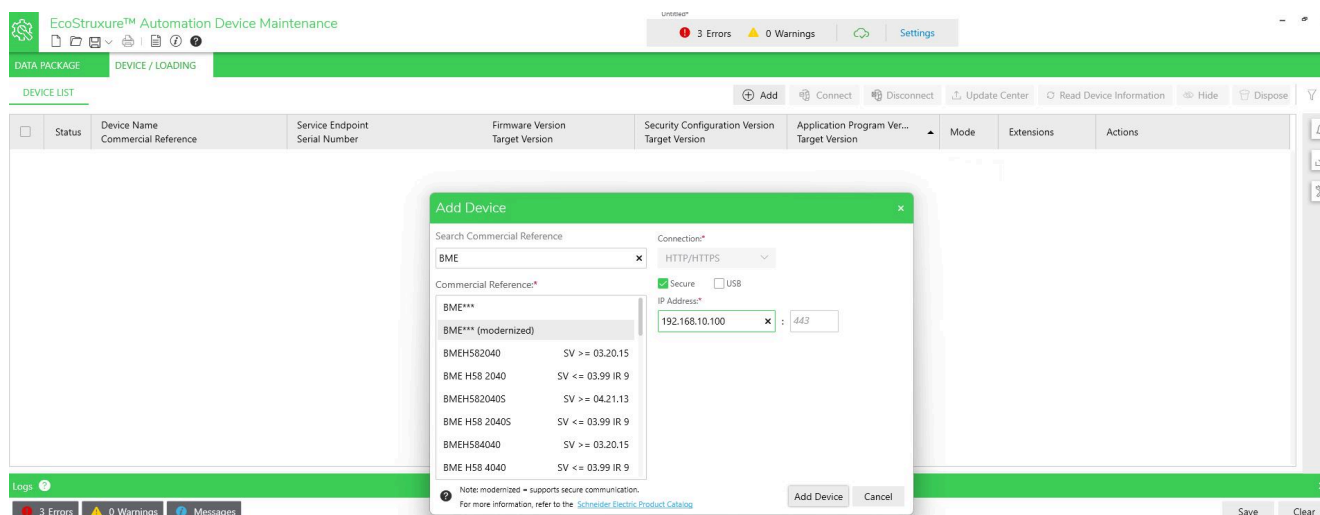 Untitled*
EcoStruxure™ Automation Device Maintenance
3 Errors 0 Warnings Settings
DATA PACKAGE DEVICE / LOADING
DEVICE LIST
Add Connect Disconnect Update Center Read Device Information Hide Dispose
Status Device Name Service Endpoint Firmware Version Security Configuration Version Application Program Ver... Mode Extensions Actions
Commercial Reference Serial Number Target Version Target Version Target Version
Add Device
Search Commercial Reference
BME
Commercial Reference:*
BME***
BME*** (modernized)
BMEH582040 SV >= 03.20.15
BME H58 2040 SV <= 03.99 IR 9
BMEH582040S SV >= 04.21.13
BME H58 2040S SV <= 03.99 IR 9
BMEH584040 SV >= 03.20.15
BME H58 4040 SV <= 03.99 IR 9
Connection:*
HTTP/HTTPS
Secure USB
IP Address:*
192.168.10.100 : 443
Note: modernized = supports secure communication.
For more information, refer to the Schneider Electric Product Catalog
Add Device Cancel
Logs
3 Errors 0 Warnings Messages
Save Clear